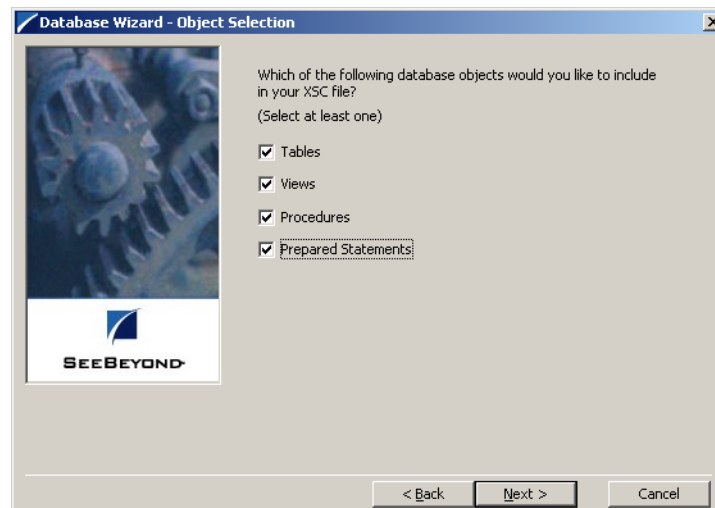 Database Wizard - Object Selection
Which of the following database objects would you like to include
in your XSC file?
(Select at least one)
Tables
Views
Procedures
Prepared Statements
SEEBEYOND
< Back
Next >
Cancel